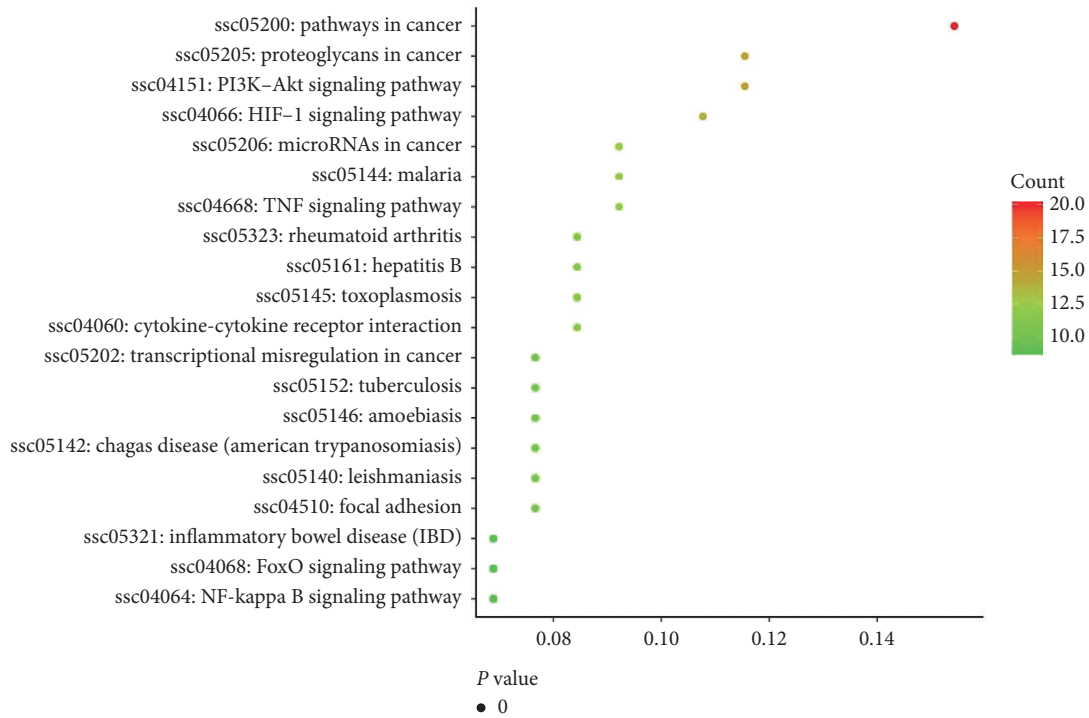 ssc05200: pathways in cancer
ssc05205: proteoglycans in cancer
ssc04151: PI3K–Akt signaling pathway
ssc04066: HIF–1 signaling pathway
ssc05206: microRNAs in cancer
ssc05144: malaria
ssc04668: TNF signaling pathway
ssc05323: rheumatoid arthritis
ssc05161: hepatitis B
ssc05145: toxoplasmosis
ssc04060: cytokine-cytokine receptor interaction
ssc05202: transcriptional misregulation in cancer
ssc05152: tuberculosis
ssc05146: amoebiasis
ssc05142: chagas disease (american trypanosomiasis)
ssc05140: leishmaniasis
ssc04510: focal adhesion
ssc05321: inflammatory bowel disease (IBD)
ssc04068: FoxO signaling pathway
ssc04064: NF-kappa B signaling pathway
0.08 0.10 0.12 0.14
P value
0
Count
20.0
17.5
15.0
12.5
10.0